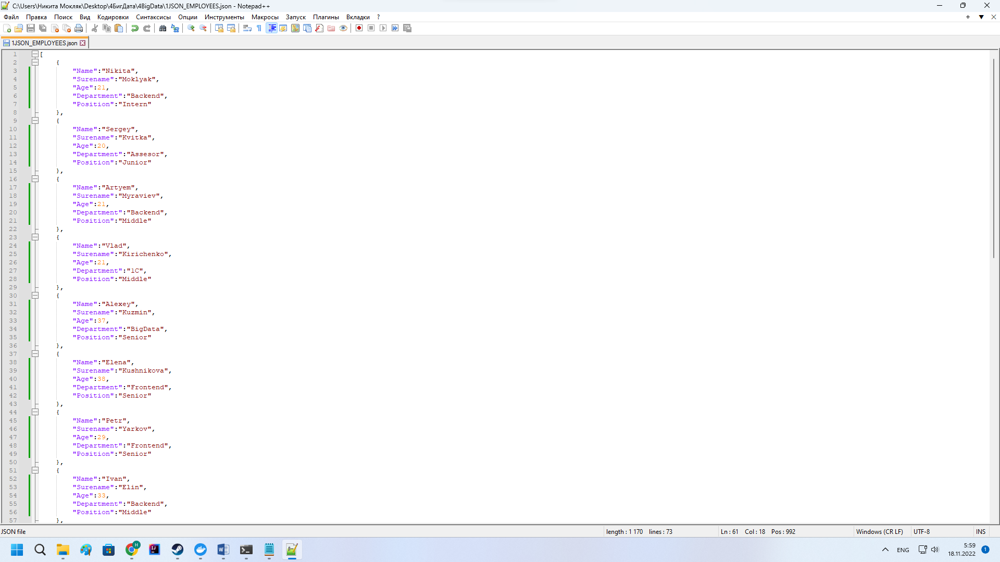 C:\Users\Никита Мокляк\Desktop\4БигДата\4BigData\1JSON_EMPLOYEES.json - Notepad++
Файл Правка Поиск Вид Кодировки Синтаксисы Опции Инструменты Макросы Запуск Плагины Вкладки ?
1JSON_EMPLOYEES.json
1 [
2 {
3 "Name":"Nikita",
4 "Surename":"Moklyak",
5 "Age":21,
6 "Department":"Backend",
7 "Position":"Intern"
8 },
9 {
10 "Name":"Sergey",
11 "Surename":"Kvitka",
12 "Age":20,
13 "Department":"Assesor",
14 "Position":"Junior"
15 },
16 {
17 "Name":"Artyem",
18 "Surename":"Myraviev",
19 "Age":21,
20 "Department":"Backend",
21 "Position":"Middle"
22 },
23 {
24 "Name":"Vlad",
25 "Surename":"Kirichenko",
26 "Age":21,
27 "Department":"1C",
28 "Position":"Middle"
29 },
30 {
31 "Name":"Alexey",
32 "Surename":"Kuzmin",
33 "Age":37,
34 "Department":"BigData",
35 "Position":"Senior"
36 },
37 {
38 "Name":"Elena",
39 "Surename":"Kushnikova",
40 "Age":38,
41 "Department":"Frontend",
42 "Position":"Senior"
43 },
44 {
45 "Name":"Petr",
46 "Surename":"Yarkov",
47 "Age":29,
48 "Department":"Frontend",
49 "Position":"Senior"
50 },
51 {
52 "Name":"Ivan",
53 "Surename":"Elin",
54 "Age":33,
55 "Department":"Backend",
56 "Position":"Middle"
57 },
JSON file length : 1 170 lines : 73 Ln : 61 Col : 18 Pos : 992 Windows (CR LF) UTF-8 INS
ENG 5:59 1
18.11.2022